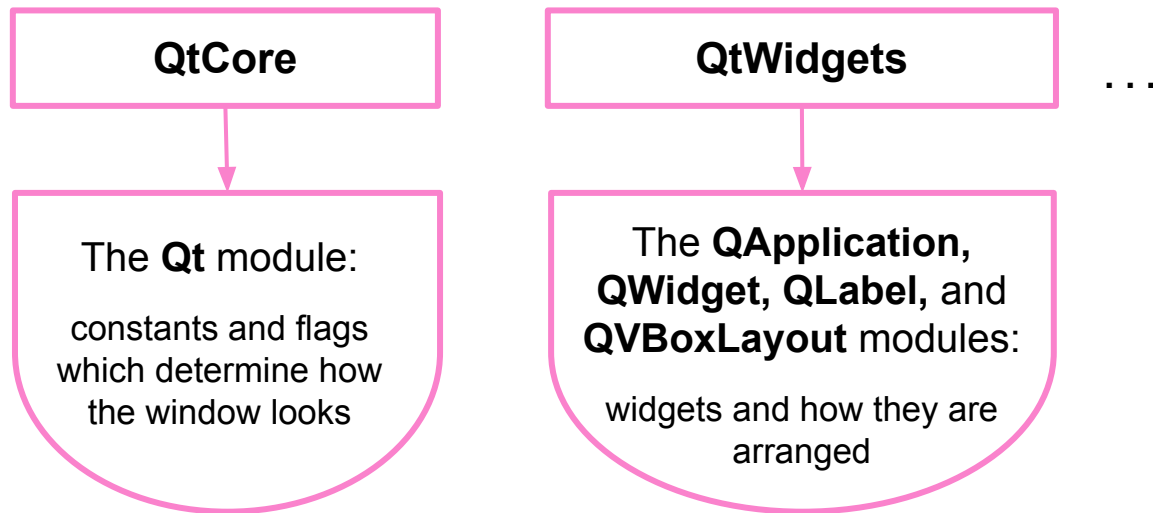 QtCore
QtWidgets
...
The Qt module:
constants and flags
which determine how
the window looks
The QApplication,
QWidget, QLabel, and
QVBoxLayout modules:
widgets and how they are
arranged